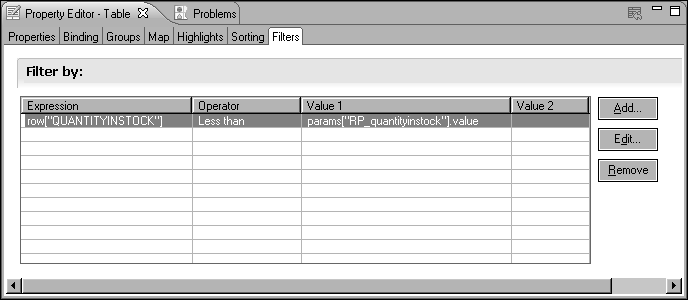 Property Editor - Table Problems
Properties Binding Groups Map Highlights Sorting Filters
Filter by:
Expression Operator Value 1 Value 2
row["QUANTITYINSTOCK"] Less than params["RP_quantityinstock"].value
Add...
Edit...
Remove